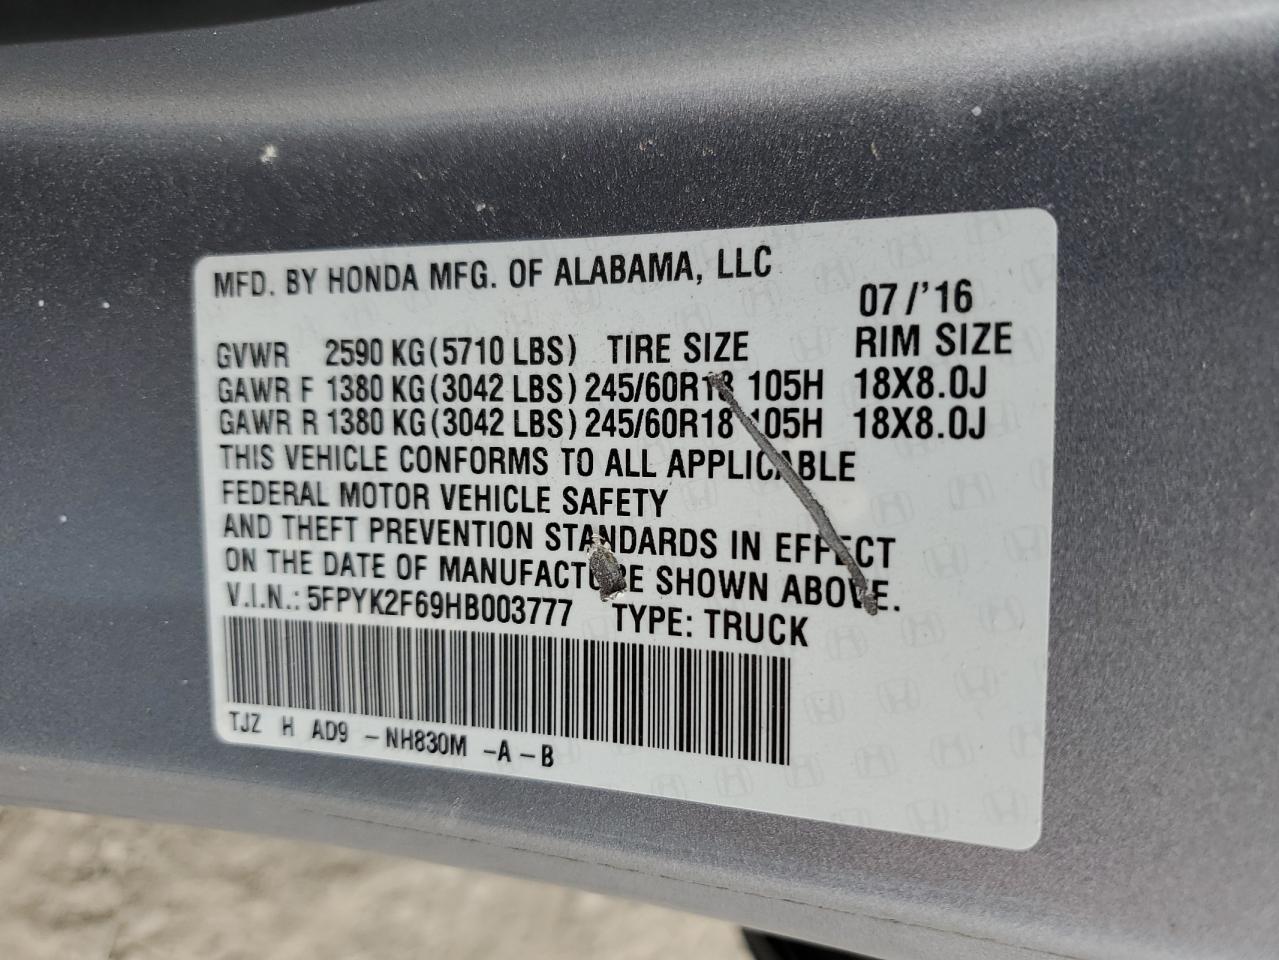 MFD. BY HONDA MFG. OF ALABAMA, LLC
07/'16
GVWR 2590 KG(5710 LBS) TIRE SIZE RIM SIZE
GAWR F 1380 KG(3042 LBS) 245/60R18 105H 18X8.0J
GAWR R 1380 KG(3042 LBS) 245/60R18 105H 18X8.0J
THIS VEHICLE CONFORMS TO ALL APPLICABLE
FEDERAL MOTOR VEHICLE SAFETY
AND THEFT PREVENTION STANDARDS IN EFFECT
ON THE DATE OF MANUFACTURE SHOWN ABOVE.
V.I.N.: 5FPYK2F69HB003777 TYPE: TRUCK
TJZ H AD9 -NH830M -A -B